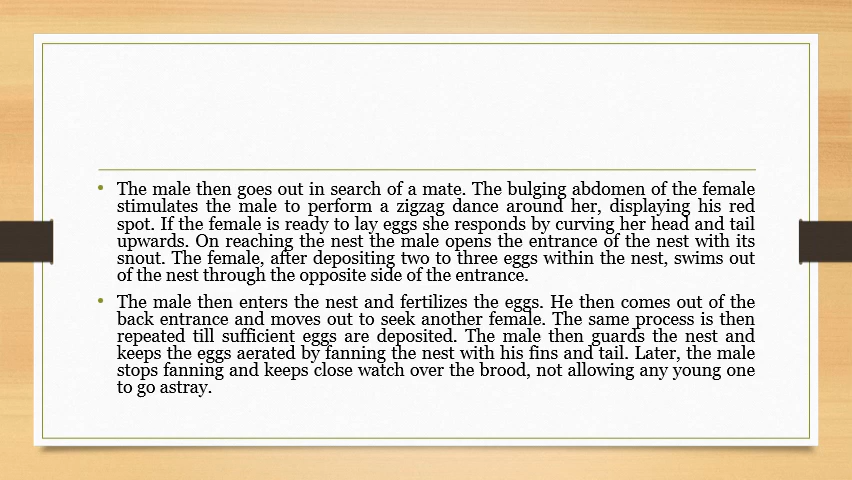 • The male then goes out in search of a mate. The bulging abdomen of the female
stimulates the male to perform a zigzag dance around her, displaying his red
spot. If the female is ready to lay eggs she responds by curving her head and tail
upwards. On reaching the nest the male opens the entrance of the nest with its
snout. The female, after depositing two to three eggs within the nest, swims out
of the nest through the opposite side of the entrance.
• The male then enters the nest and fertilizes the eggs. He then comes out of the
back entrance and moves out to seek another female. The same process is then
repeated till sufficient eggs are deposited. The male then guards the nest and
keeps the eggs aerated by fanning the nest with his fins and tail. Later, the male
stops fanning and keeps close watch over the brood, not allowing any young one
to go astray.